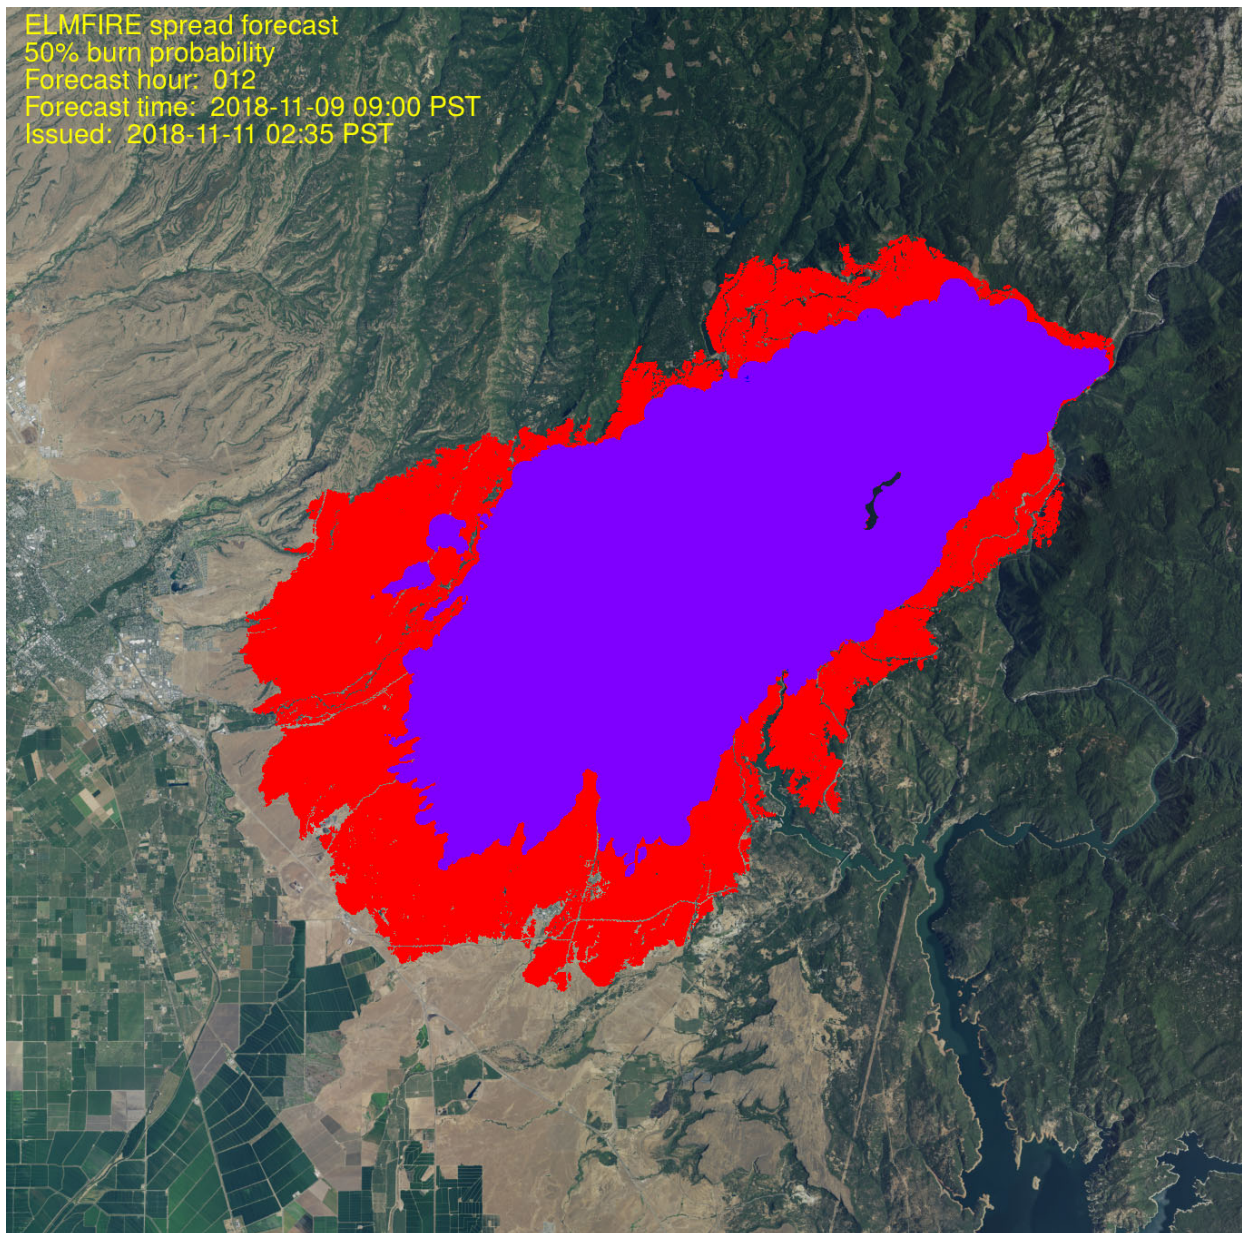 ELMFIRE spread forecast
50% burn probability
Forecast hour: 012
Forecast time: 2018-11-09 09:00 PST
Issued: 2018-11-11 02:35 PST